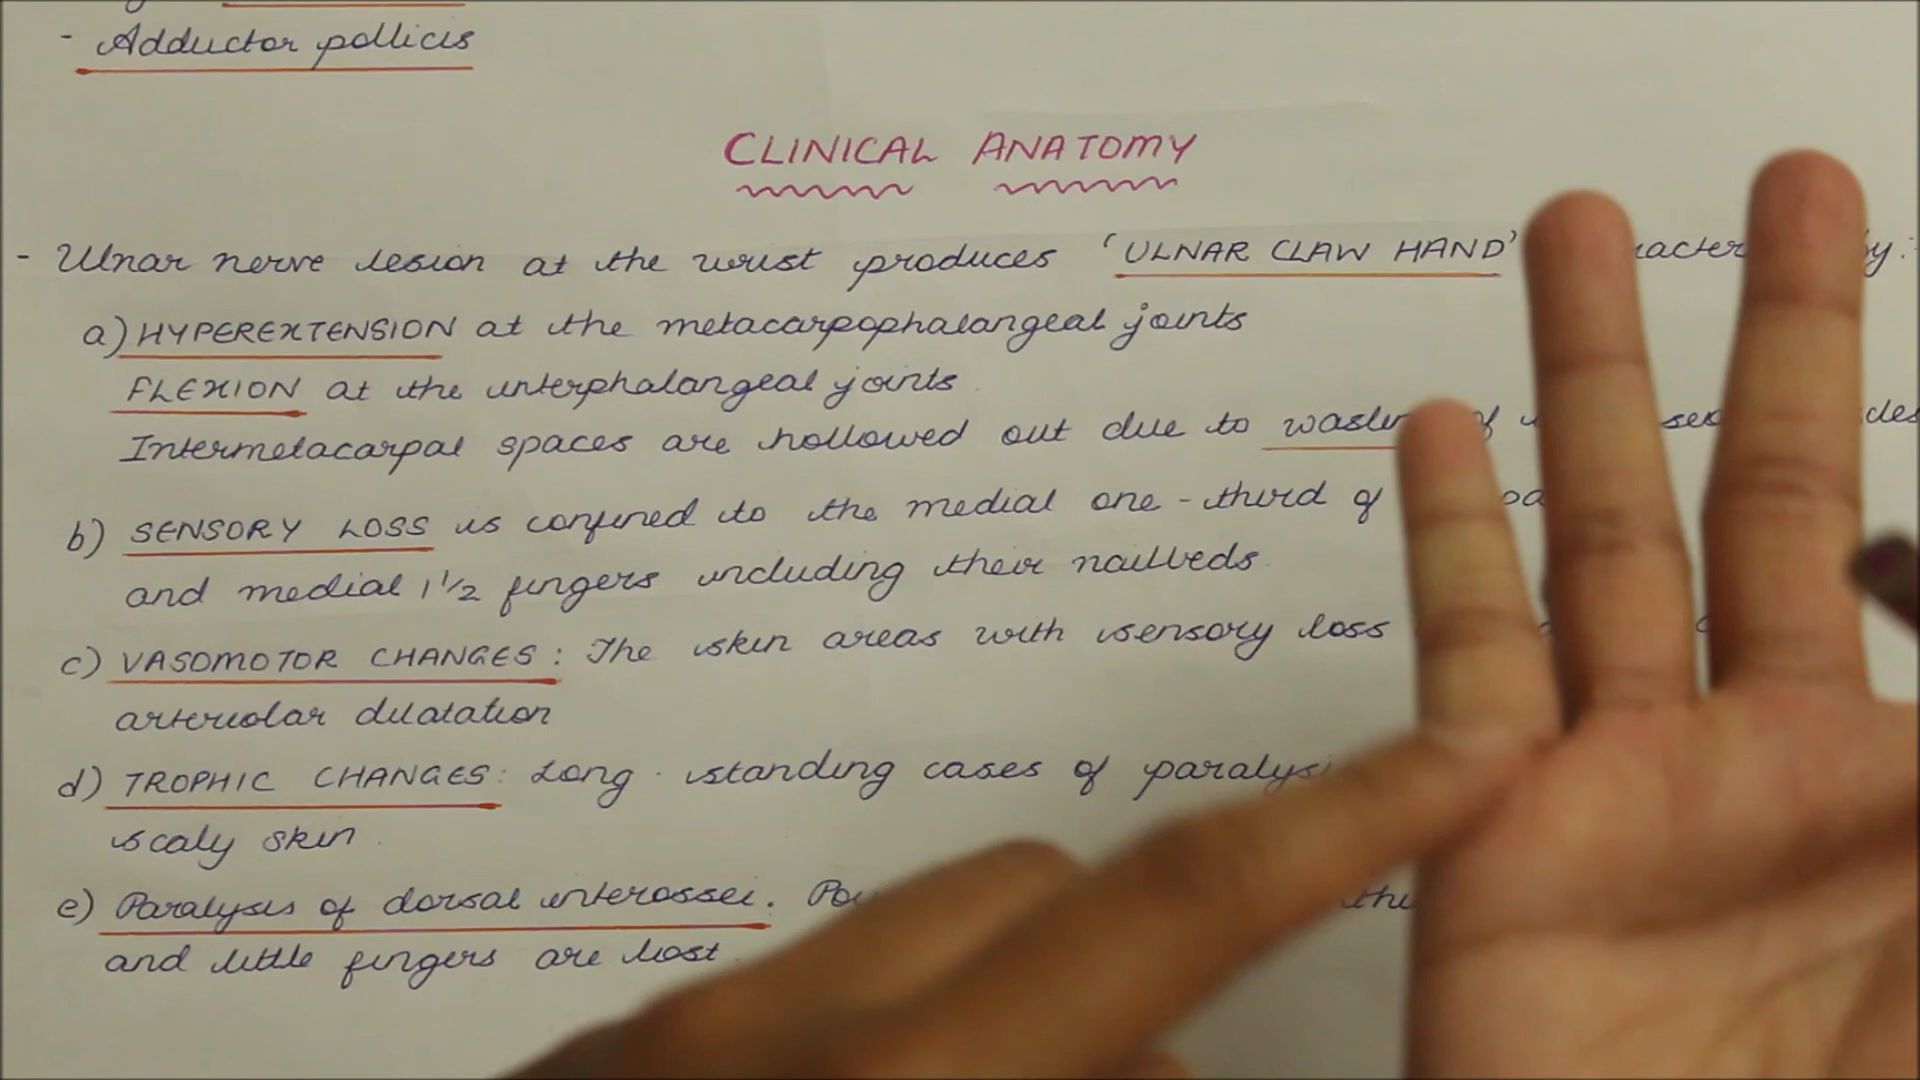 - Adductor pollicis
CLINICAL ANATOMY
- Ulnar nerve lesion at the wrist produces 'ULNAR CLAW HAND' by:
a) HYPEREXTENSION at the metacarpophalangeal joints
FLEXION at the interphalangeal joints
Intermetacarpal spaces are hollowed out due to
b) SENSORY LOSS is confined to the medial one-third of
and medial 1 1/2 fingers including their nailbeds.
c) VASOMOTOR CHANGES: The skin areas with sensory loss
arteriolar dilatation
d) TROPHIC CHANGES: Long standing cases of
scaly skin.
e) Paralysis of dorsal interossei.
and little fingers are lost